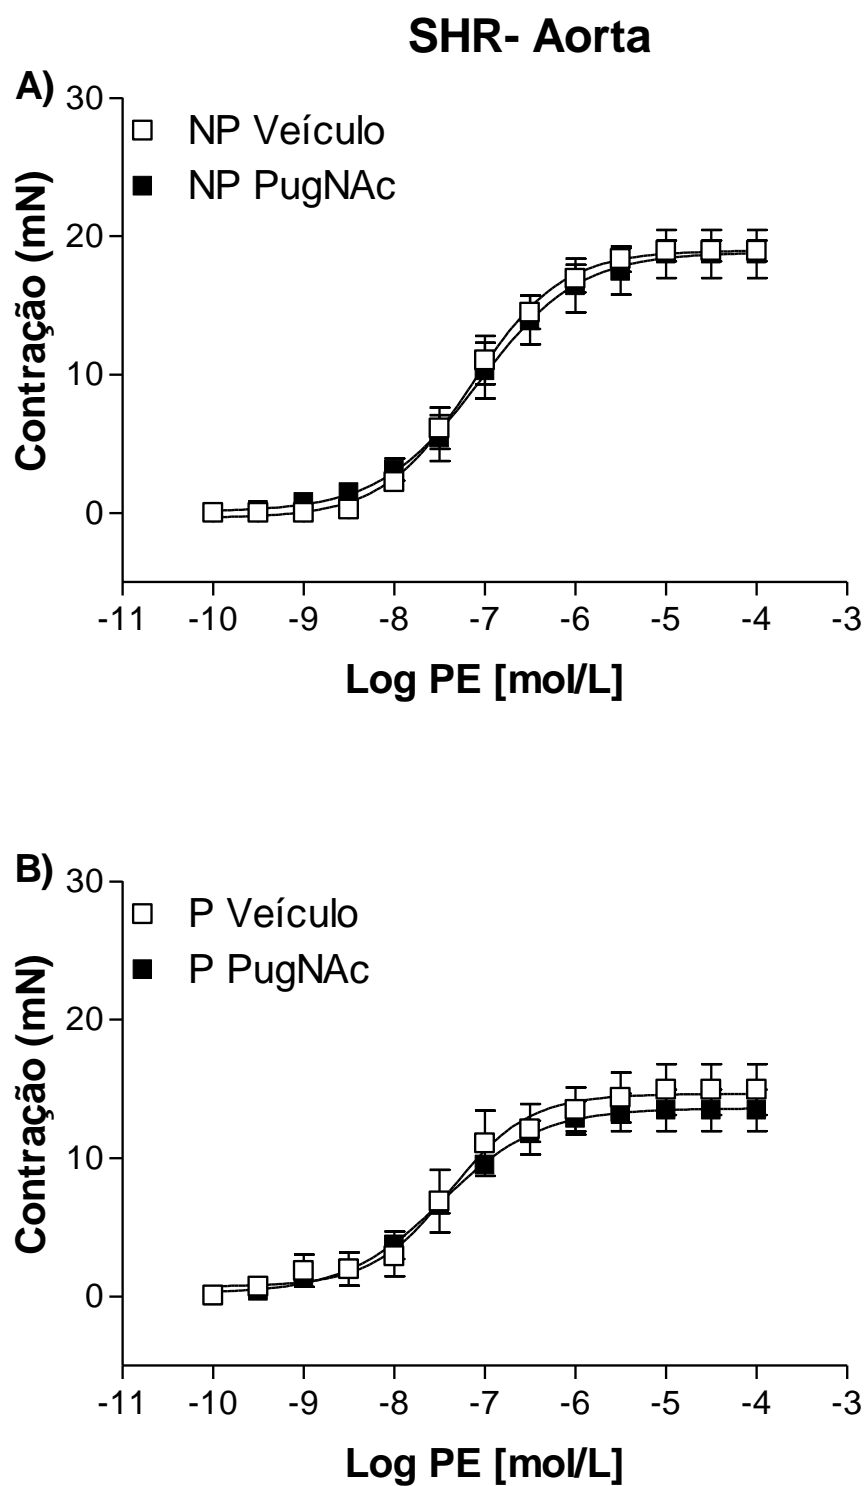 SHR- Aorta
A)
30
NP Veículo
NP PugNAc
20
10
0
Contração (mN)
-11 -10 -9 -8 -7 -6 -5 -4 -3
Log PE [mol/L]
B)
30
P Veículo
P PugNAc
20
10
0
Contração (mN)
-11 -10 -9 -8 -7 -6 -5 -4 -3
Log PE [mol/L]